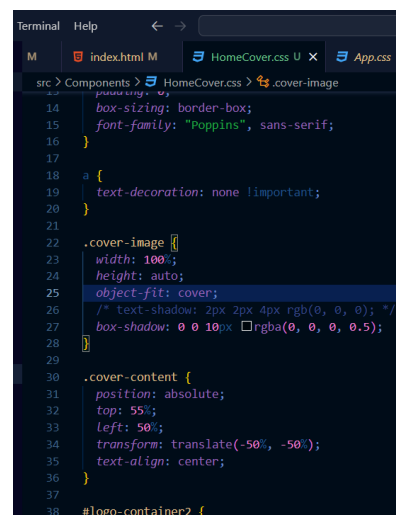 Terminal Help
M index.html M HomeCover.css U App.css
src > Components > HomeCover.css > .cover-image
13 padding: 0;
14 box-sizing: border-box;
15 font-family: "Poppins", sans-serif;
16 }
17
18 a {
19 text-decoration: none !important;
20 }
21
22 .cover-image {
23 width: 100%;
24 height: auto;
25 object-fit: cover;
26 /* text-shadow: 2px 2px 4px rgb(0, 0, 0); */
27 box-shadow: 0 0 10px rgba(0, 0, 0, 0.5);
28 }
29
30 .cover-content {
31 position: absolute;
32 top: 55%;
33 left: 50%;
34 transform: translate(-50%, -50%);
35 text-align: center;
36 }
37
38 #logo-container2 {